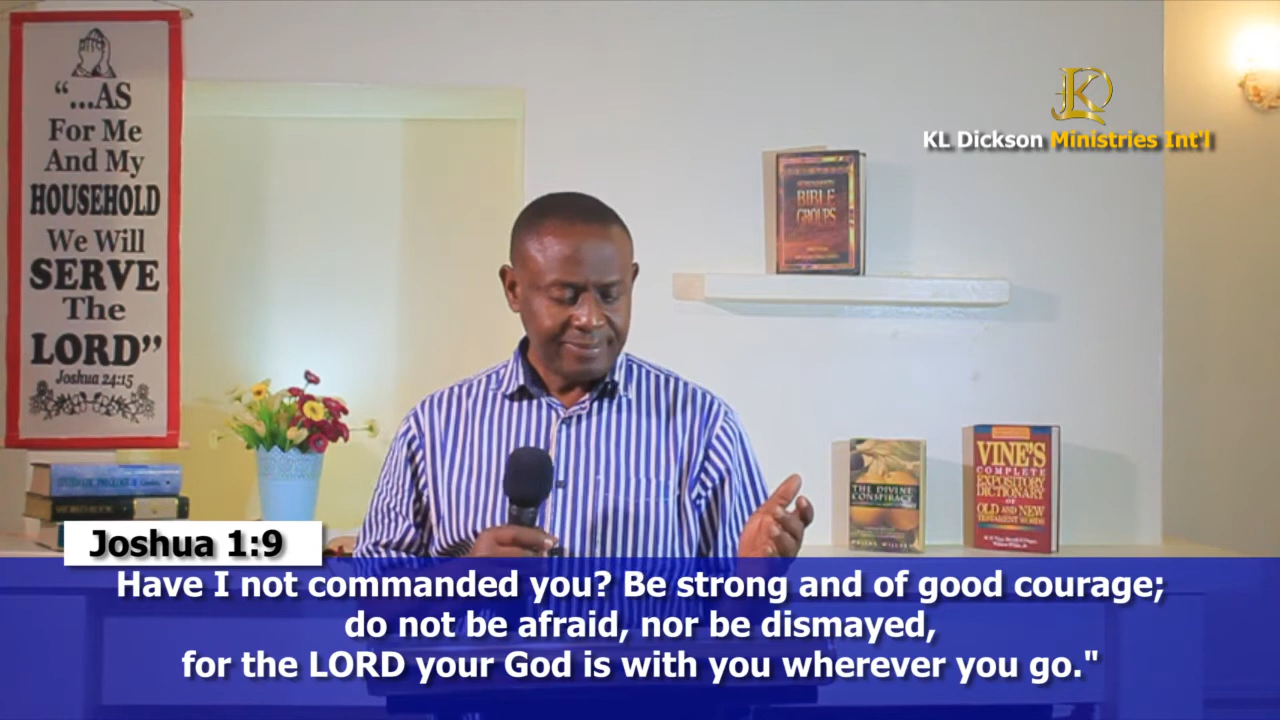 "...AS
For Me
And My
HOUSEHOLD
We Will
SERVE
The
LORD"
Joshua 24:15
KL Dickson Ministries Int'l
BIBLE
GROUPS
THE DIVINE
CONSPIRACY
VINE'S
COMPLETE
EXPOSITORY
DICTIONARY
OF
OLD AND NEW
TESTAMENT WORDS
Joshua 1:9
Have I not commanded you? Be strong and of good courage;
do not be afraid, nor be dismayed,
for the LORD your God is with you wherever you go."